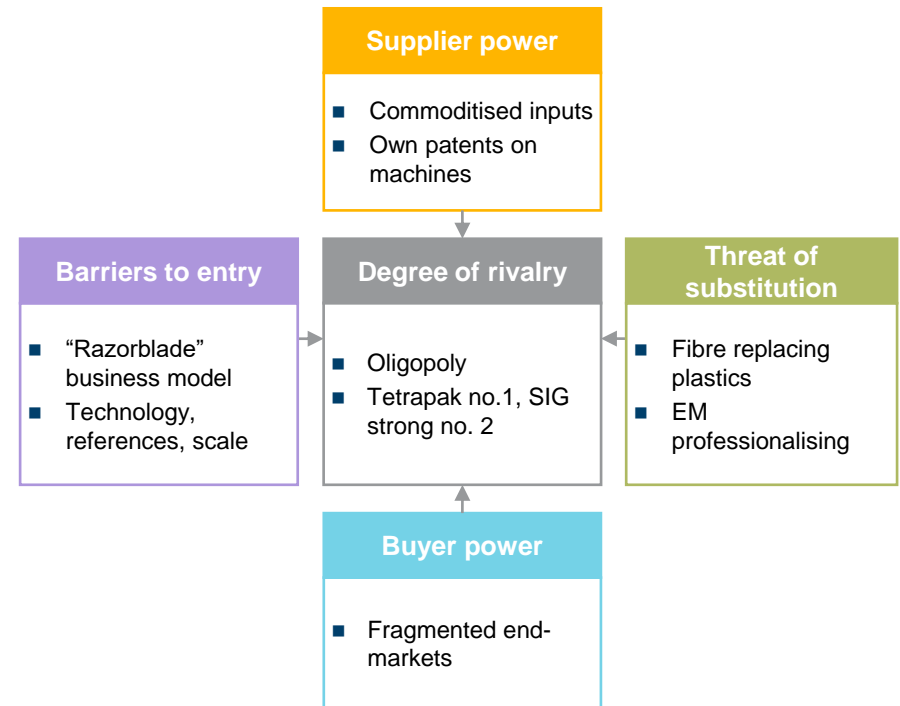 Supplier power
■ Commoditised inputs
■ Own patents on
machines
Barriers to entry
■ “Razorblade”
business model
■ Technology,
references, scale
Degree of rivalry
■ Oligopoly
■ Tetrapak no.1, SIG
strong no. 2
Threat of
substitution
■ Fibre replacing
plastics
■ EM
professionalising
Buyer power
■ Fragmented end-
markets